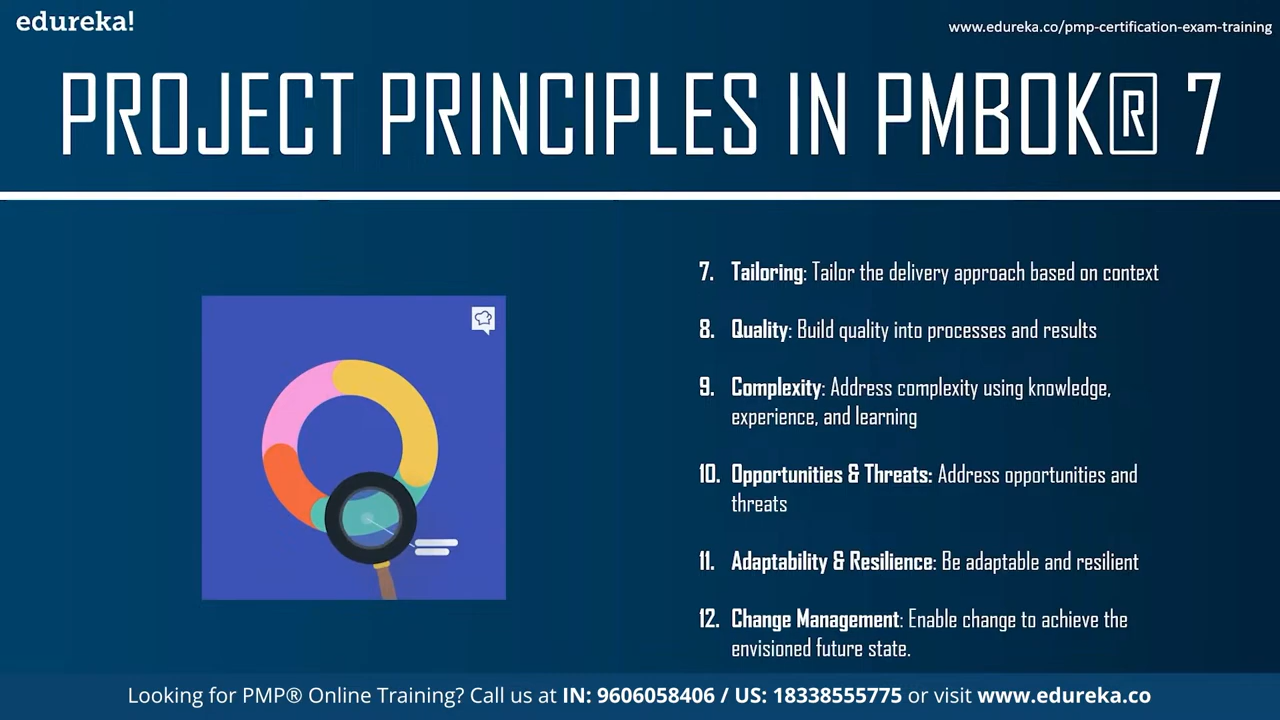 edureka!
www.edureka.co/pmp-certification-exam-training
PROJECT PRINCIPLES IN PMBOK® 7
7. Tailoring: Tailor the delivery approach based on context
8. Quality: Build quality into processes and results
9. Complexity: Address complexity using knowledge,
experience, and learning
10. Opportunities & Threats: Address opportunities and
threats
11. Adaptability & Resilience: Be adaptable and resilient
12. Change Management: Enable change to achieve the
envisioned future state.
Looking for PMP® Online Training? Call us at IN: 9606058406 / US: 18338555775 or visit www.edureka.co